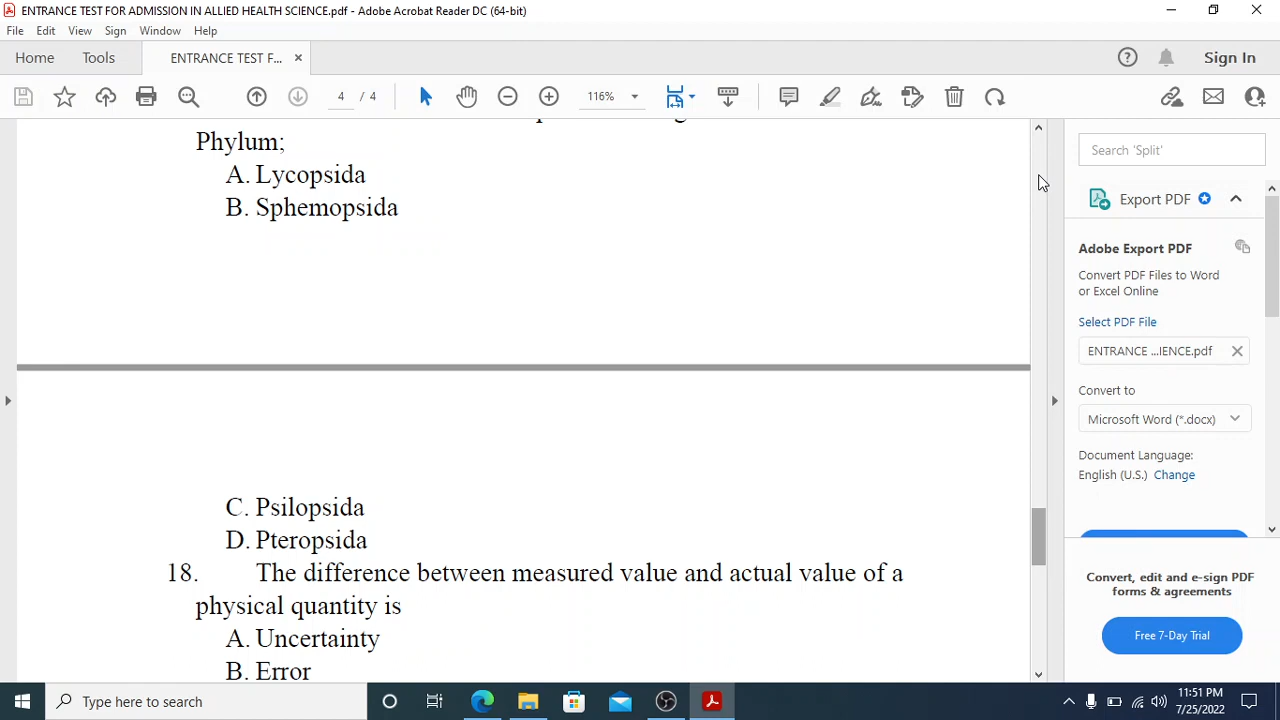 ENTRANCE TEST FOR ADMISSION IN ALLIED HEALTH SCIENCE.pdf - Adobe Acrobat Reader DC (64-bit)
File Edit View Sign Window Help
Home Tools ENTRANCE TEST F... × Sign In
4 / 4 116%
Phylum;
A. Lycopsida
B. Sphemopsida
C. Psilopsida
D. Pteropsida
18. The difference between measured value and actual value of a
physical quantity is
A. Uncertainty
B. Error
Search 'Split'
Export PDF
Adobe Export PDF
Convert PDF Files to Word
or Excel Online
Select PDF File
ENTRANCE ...IENCE.pdf
Convert to
Microsoft Word (*.docx)
Document Language:
English (U.S.) Change
Convert, edit and e-sign PDF
forms & agreements
Free 7-Day Trial
Type here to search
11:51 PM
7/25/2022